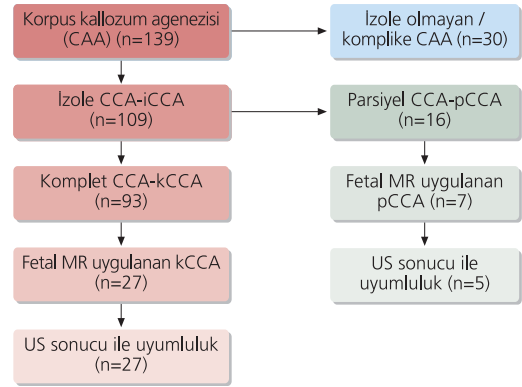 Korpus kallozum agenezisi
(CAA) (n=139)
İzole olmayan /
komplike CAA (n=30)
İzole CCA-iCCA
(n=109)
Parsiyel CCA-pCCA
(n=16)
Komplet CCA-kCCA
(n=93)
Fetal MR uygulanan
pCCA (n=7)
Fetal MR uygulanan kCCA
(n=27)
US sonucu ile
uyumluluk (n=5)
US sonucu ile uyumluluk
(n=27)